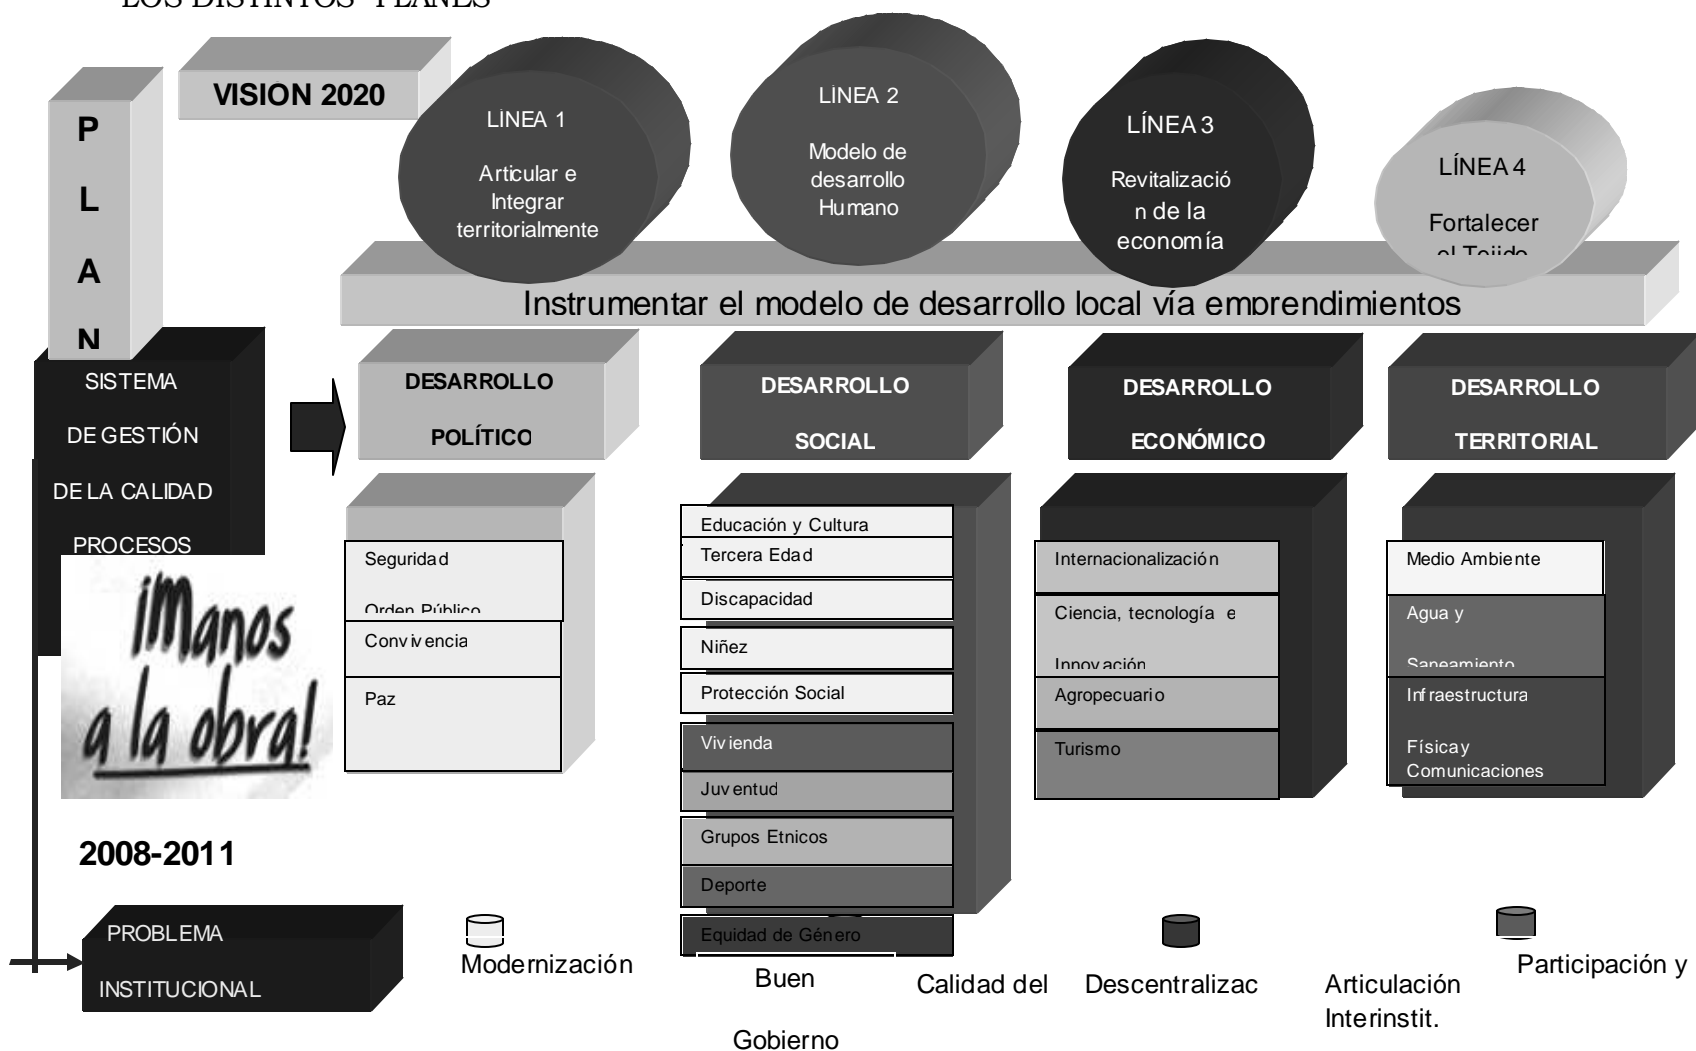 LOS DISTINTOS PLANES
VISION 2020
P
L
A
N
LÍNEA 1
Articular e
Integrar
territorialmente
LÍNEA 2
Modelo de
desarrollo
Humano
LÍNEA 3
Revitalizació
n de la
economía
LÍNEA 4
Fortalecer
el Tejido
Instrumentar el modelo de desarrollo local vía emprendimientos
SISTEMA
DE GESTIÓN
DE LA CALIDAD
PROCESOS
¡Manos
a la obra!
2008-2011
PROBLEMA
INSTITUCIONAL
DESARROLLO
POLÍTICO
Seguridad
Orden Público
Convivencia
Paz
DESARROLLO
SOCIAL
Educación y Cultura
Tercera Edad
Discapacidad
Niñez
Protección Social
Vivienda
Juventud
Grupos Etnicos
Deporte
Equidad de Género
DESARROLLO
ECONÓMICO
Internacionalización
Ciencia, tecnología e
Innovación
Agropecuario
Turismo
DESARROLLO
TERRITORIAL
Medio Ambiente
Agua y
Saneamiento
Infraestructura
Física y
Comunicaciones
Modernización
Buen
Gobierno
Calidad del
Descentralizac
Articulación
Interinstit.
Participación y